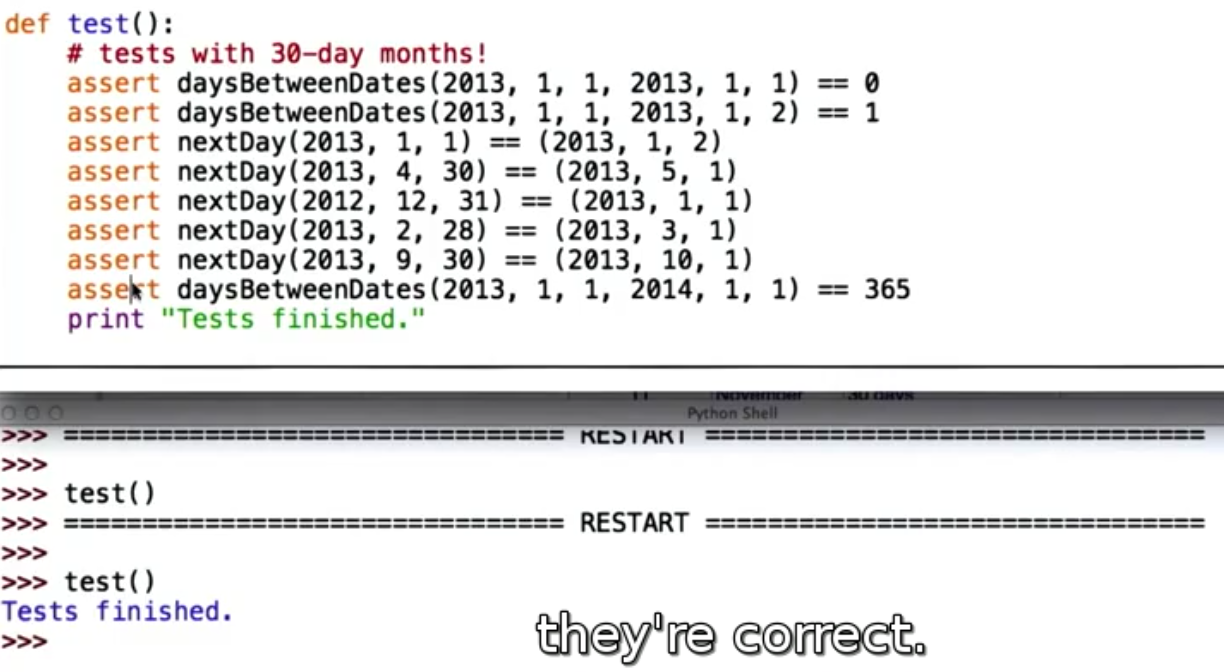 def test():
    # tests with 30-day months!
    assert daysBetweenDates(2013, 1, 1, 2013, 1, 1) == 0
    assert daysBetweenDates(2013, 1, 1, 2013, 1, 2) == 1
    assert nextDay(2013, 1, 1) == (2013, 1, 2)
    assert nextDay(2013, 4, 30) == (2013, 5, 1)
    assert nextDay(2012, 12, 31) == (2013, 1, 1)
    assert nextDay(2013, 2, 28) == (2013, 3, 1)
    assert nextDay(2013, 9, 30) == (2013, 10, 1)
    assert daysBetweenDates(2013, 1, 1, 2014, 1, 1) == 365
    print "Tests finished."
11 November 30 days
Python Shell
>>> ================================ RESTART ================================
>>>
>>> test()
>>> ================================ RESTART ================================
>>>
>>> test()
Tests finished.
>>>
they're correct.